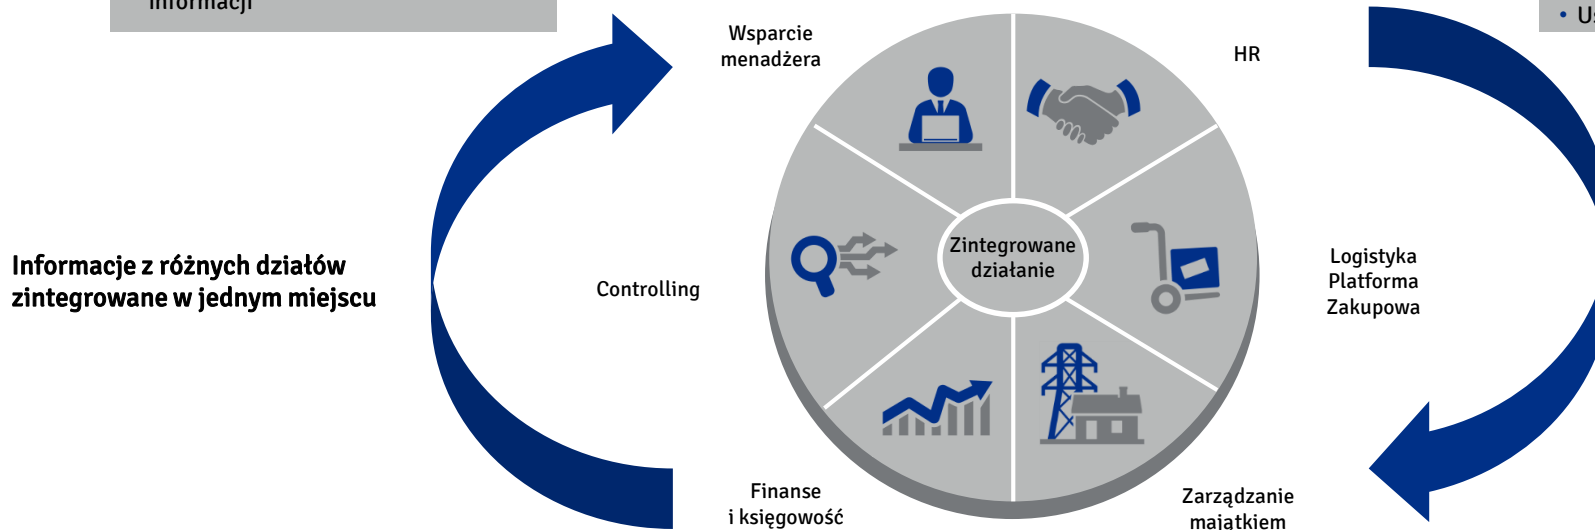 informacji
Wsparcie
menadżera
HR
Informacje z różnych działów
zintegrowane w jednym miejscu
Controlling
Zintegrowane
działanie
Logistyka
Platforma
Zakupowa
Finanse
i księgowość
Zarządzanie
majątkiem